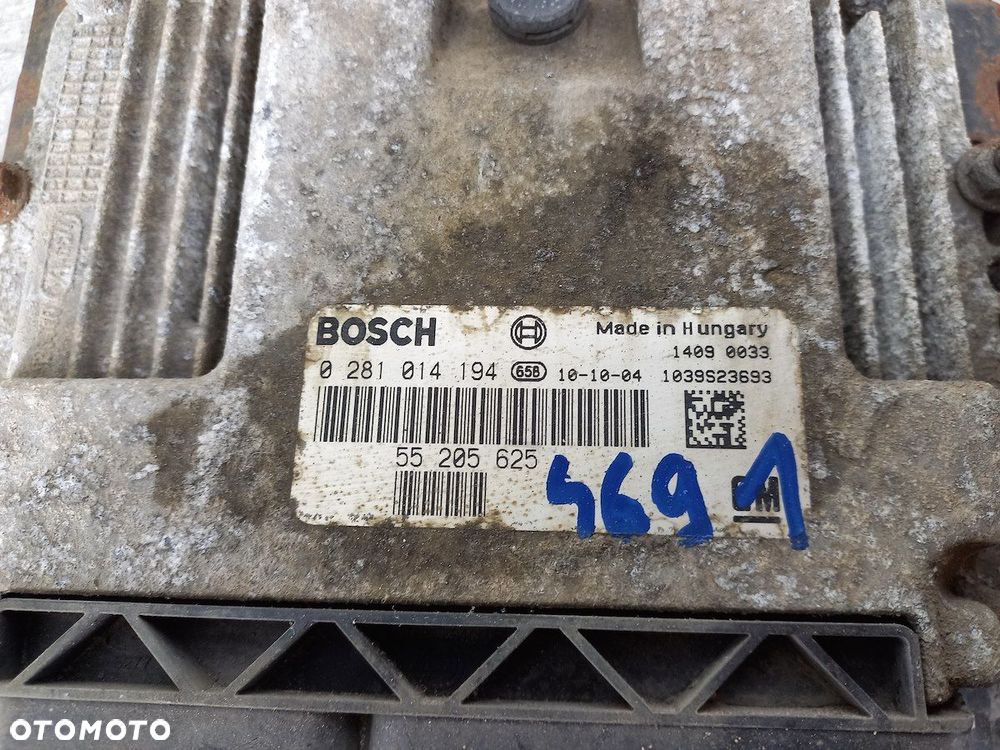 BOSCH Made in Hungary
1409 0033
0 281 014 194 658 10-10-04 1039S23693
55 205 625
4691
GM
OTOMOTO